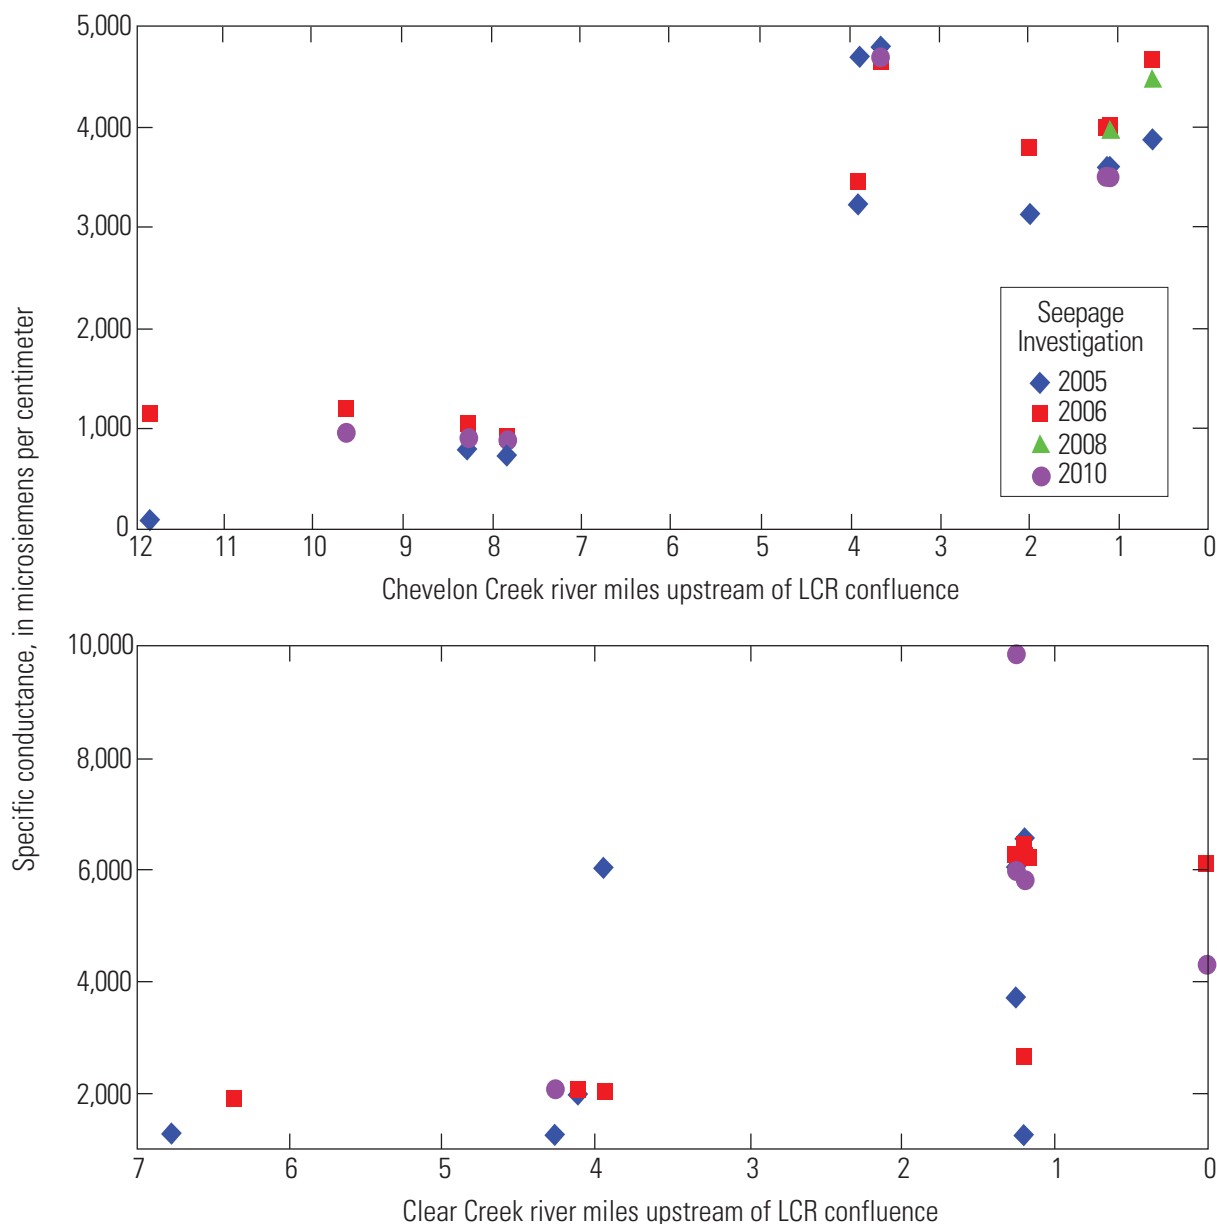 Specific conductance, in microsiemens per centimeter
5,000
4,000
3,000
2,000
1,000
0
12 11 10 9 8 7 6 5 4 3 2 1 0
Chevelon Creek river miles upstream of LCR confluence
Seepage
Investigation
2005
2006
2008
2010
10,000
8,000
6,000
4,000
2,000
7 6 5 4 3 2 1 0
Clear Creek river miles upstream of LCR confluence